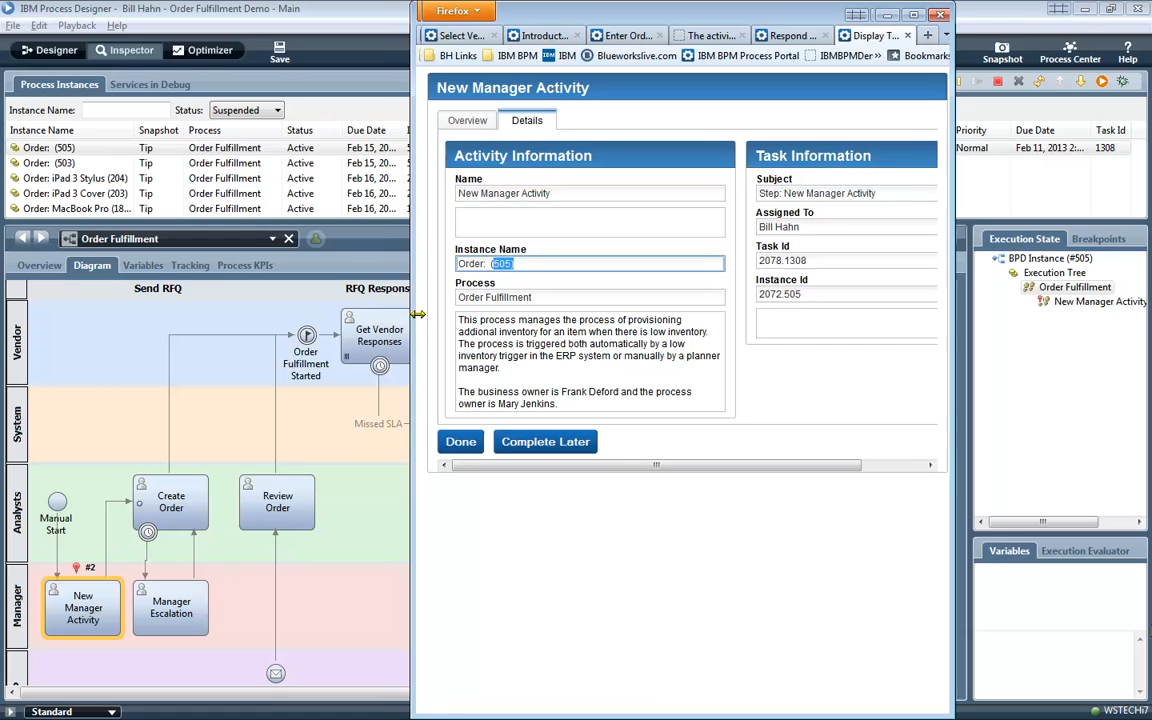 IBM Process Designer - Bill Hahn - Order Fulfillment Demo - Main
File Edit Playback Help
Designer Inspector Optimizer Save
Process Instances Services in Debug
Instance Name: Status: Suspended
Instance Name Snapshot Process Status Due Date
Order: (505) Tip Order Fulfillment Active Feb 15, 20...
Order: (503) Tip Order Fulfillment Active Feb 15, 20...
Order: iPad 3 Stylus (204) Tip Order Fulfillment Active Feb 16, 20...
Order: iPad 3 Cover (203) Tip Order Fulfillment Active Feb 16, 20...
Order: MacBook Pro (18... Tip Order Fulfillment Active Feb 16, 20...
Order Fulfillment
Overview Diagram Variables Tracking Process KPIs
Send RFQ RFQ Respons
Vendor
Order
Fulfillment
Started
Get Vendor
Responses
System
Missed SLA
Analysts
Manual
Start
Create
Order
Review
Order
Manager
#2
New
Manager
Activity
Manager
Escalation
Standard
Firefox
Select Ve... Introduct... Enter Ord... The activi... Respond ... Display T...
BH Links IBM BPM IBM IBM Blueworkslive.com IBM BPM Process Portal IBMBPMDer » Bookmarks
New Manager Activity
Overview Details
Activity Information
Name
New Manager Activity
Instance Name
Order: (505)
Process
Order Fulfillment
This process manages the process of provisioning
addional inventory for an item when there is low inventory.
The process is triggered both automatically by a low
inventory trigger in the ERP system or manually by a planner
manager.
The business owner is Frank Deford and the process
owner is Mary Jenkins.
Task Information
Subject
Step: New Manager Activity
Assigned To
Bill Hahn
Task Id
2078.1308
Instance Id
2072.505
Done Complete Later
Snapshot Process Center Help
Priority Due Date Task Id
Normal Feb 11, 2013 2:... 1308
Execution State Breakpoints
BPD Instance (#505)
Execution Tree
Order Fulfillment
New Manager Activity
Variables Execution Evaluator
WSTECHi7